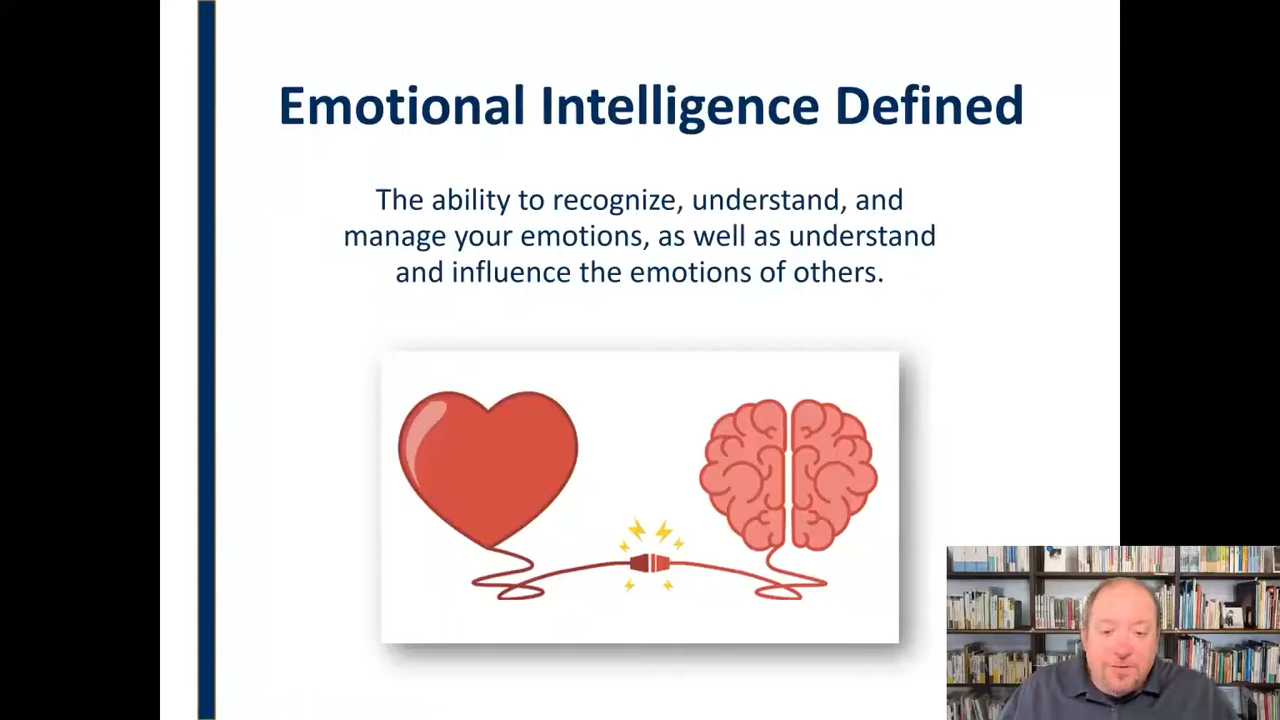 Emotional Intelligence Defined
The ability to recognize, understand, and
manage your emotions, as well as understand
and influence the emotions of others.